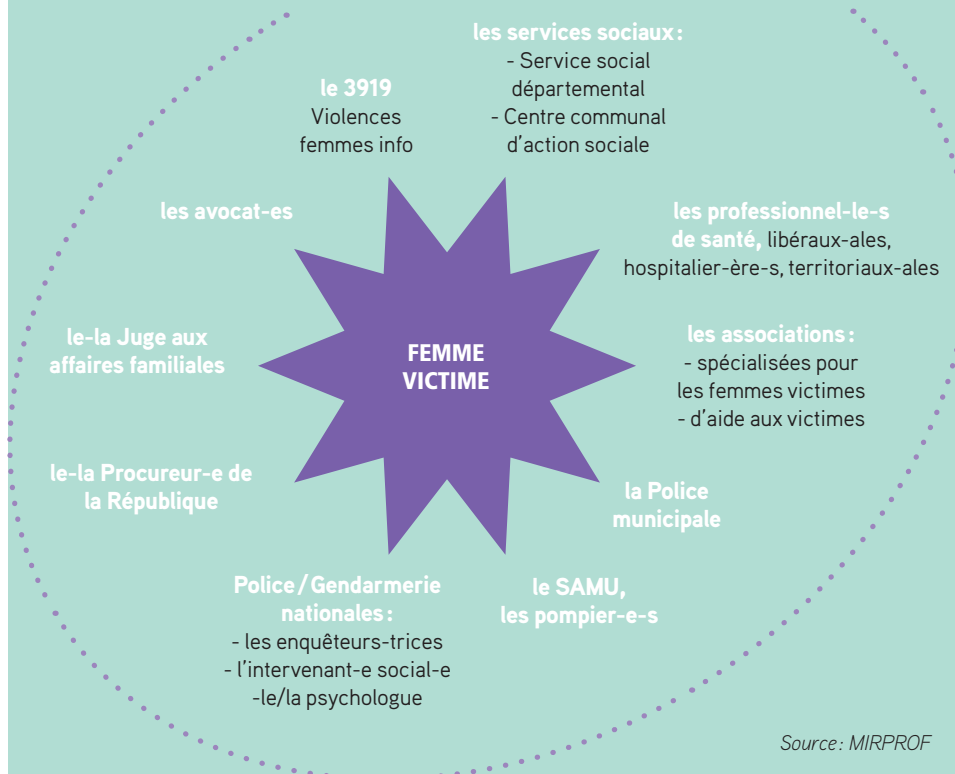 les services sociaux :
- Service social
départemental
- Centre communal
d'action sociale
le 3919
Violences
femmes info
les avocat-es
les professionnel-le-s
de santé, libéraux-ales,
hospitalier-ère-s, territoriaux-ales
le-la Juge aux
affaires familiales
FEMME
VICTIME
les associations :
- spécialisées pour
les femmes victimes
- d'aide aux victimes
le-la Procureur-e de
la République
la Police
municipale
Police / Gendarmerie
nationales :
- les enquêteurs-trices
- l'intervenant-e social-e
-le/la psychologue
le SAMU,
les pompier-e-s
Source : MIRPROF